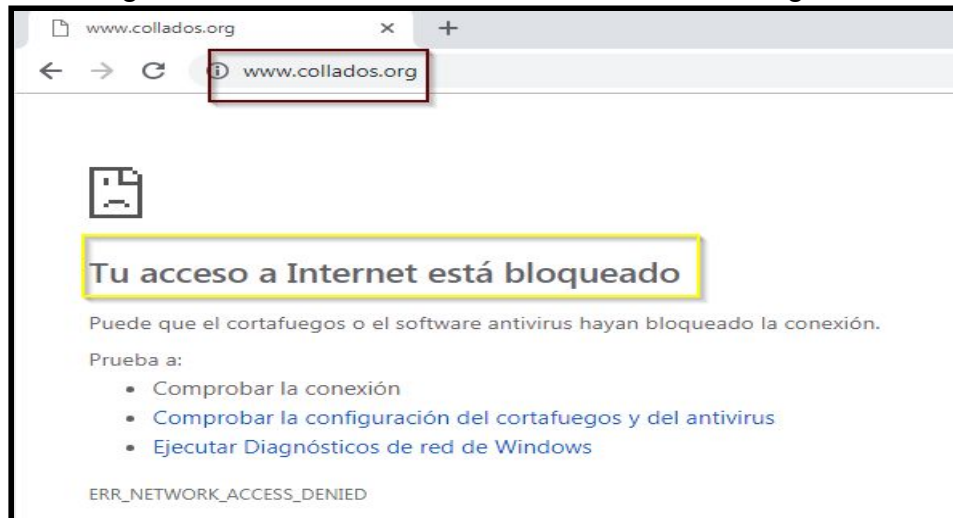 www.collados.org
www.collados.org
Tu acceso a Internet está bloqueado
Puede que el cortafuegos o el software antivirus hayan bloqueado la conexión.
Prueba a:
Comprobar la conexión
Comprobar la configuración del cortafuegos y del antivirus
Ejecutar Diagnósticos de red de Windows
ERR_NETWORK_ACCESS_DENIED